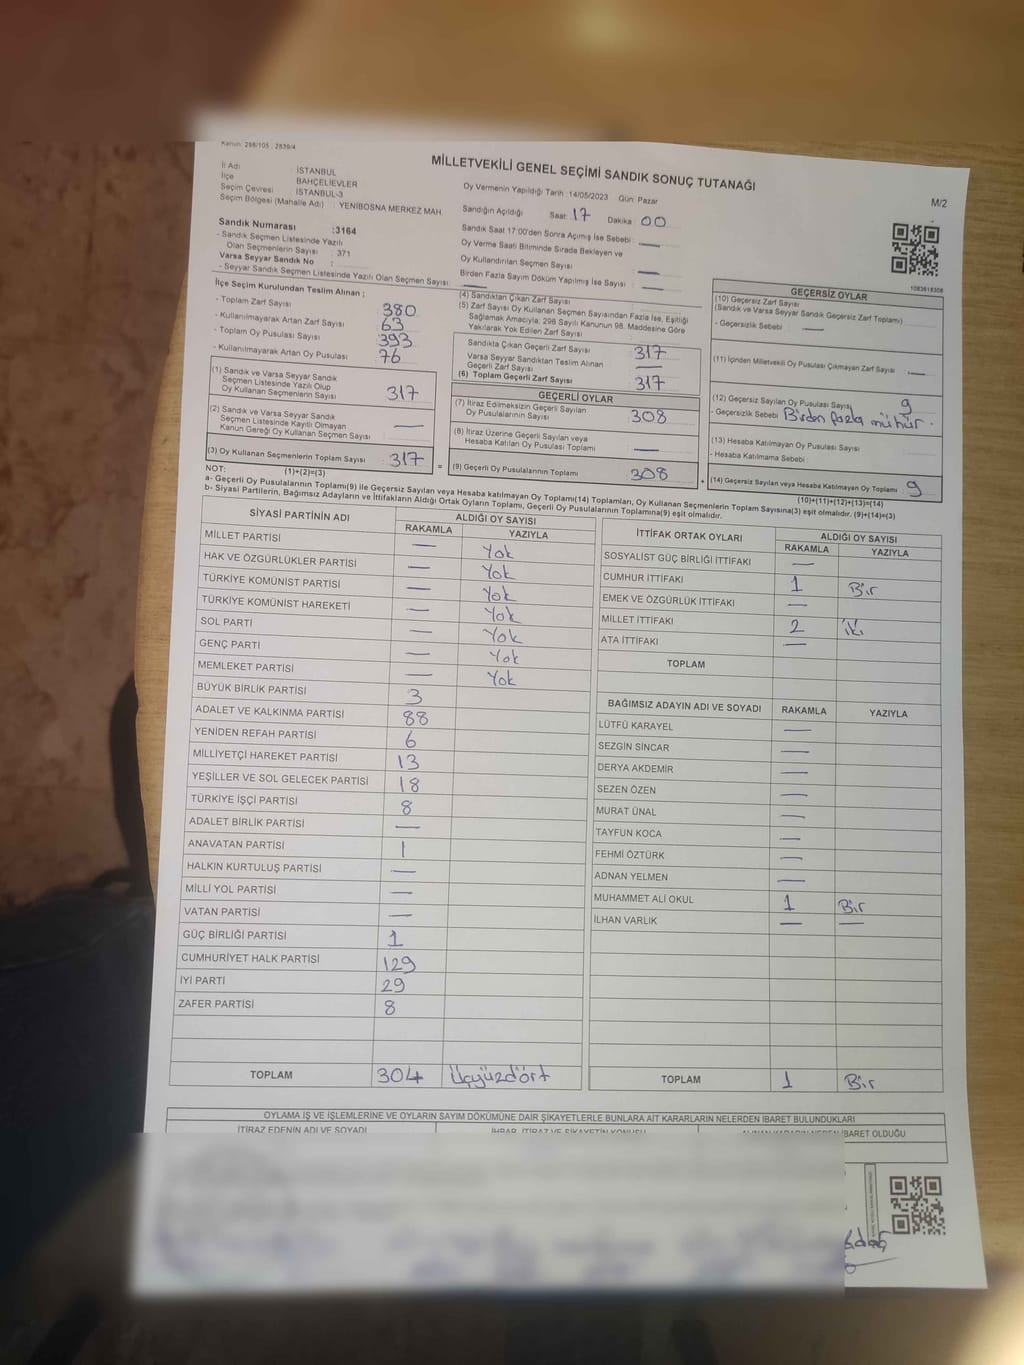 Kanun: 298/105 , 2839/4
MİLLETVEKİLİ GENEL SEÇİMİ SANDIK SONUÇ TUTANAĞI
M/2
İl Adı İSTANBUL
İlçe BAHÇELİEVLER
Seçim Çevresi İSTANBUL-3
Seçim Bölgesi (Mahalle Adı) : YENİBOSNA MERKEZ MAH.
Oy Vermenin Yapıldığı Tarih :14/05/2023 Gün: Pazar
Sandığın Açıldığı Saat: 17 Dakika : 00
Sandık Saat 17:00'den Sonra Açımış İse Sebebi : —
Oy Verme Saati Bitiminde Sırada Bekleyen ve
Oy Kullandırılan Seçmen Sayısı : —
Birden Fazla Sayım Döküm Yapılmış İse Sayısı : —
Sandık Numarası :3164
- Sandık Seçmen Listesinde Yazılı
Olan Seçmenlerin Sayısı : 371
Varsa Seyyar Sandık No :
- Seyyar Sandık Seçmen Listesinde Yazılı Olan Seçmen Sayısı : —
1083618308
İlçe Seçim Kurulundan Teslim Alınan ;
- Toplam Zarf Sayısı : 380
- Kullanılmayarak Artan Zarf Sayısı : 63
- Toplam Oy Pusulası Sayısı : 393
- Kullanılmayarak Artan Oy Pusulası : 76
(1) Sandık ve Varsa Seyyar Sandık
Seçmen Listesinde Yazılı Olup
Oy Kullanan Seçmenlerin Sayısı : 317
(2) Sandık ve Varsa Seyyar Sandık
Seçmen Listesinde Kayıtlı Olmayan
Kanun Gereği Oy Kullanan Seçmen Sayısı : —
(3) Oy Kullanan Seçmenlerin Toplam Sayısı : 317
(1)+(2)=(3)
(4) Sandıktan Çıkan Zarf Sayısı :
(5) Zarf Sayısı Oy Kullanan Seçmen Sayısından Fazla İse, Eşitliği
Sağlamak Amacıyla; 298 Sayılı Kanunun 98. Maddesine Göre
Yakılarak Yok Edilen Zarf Sayısı :
Sandıkta Çıkan Geçerli Zarf Sayısı : 317
Varsa Seyyar Sandıktan Teslim Alınan
Geçerli Zarf Sayısı : —
(6) Toplam Geçerli Zarf Sayısı : 317
GEÇERLİ OYLAR
(7) İtiraz Edilmeksizin Geçerli Sayılan
Oy Pusulalarının Sayısı : 308
(8) İtiraz Üzerine Geçerli Sayılan veya
Hesaba Katılan Oy Pusulası Toplamı : —
= (9) Geçerli Oy Pusulalarının Toplamı : 308
GEÇERSİZ OYLAR
(10) Geçersiz Zarf Sayısı
(Sandık ve Varsa Seyyar Sandık Geçersiz Zarf Toplamı) :
- Geçersizlik Sebebi : —
(11) İçinden Milletvekili Oy Pusulası Çıkmayan Zarf Sayısı : —
(12) Geçersiz Sayılan Oy Pusulası Sayısı : 9
- Geçersizlik Sebebi : Birden fazla mühür.
(13) Hesaba Katılmayan Oy Pusulası Sayısı :
- Hesaba Katılmama Sebebi :
+ (14) Geçersiz Sayılan veya Hesaba Katılmayan Oy Toplamı : 9
(10)+(11)+(12)+(13)=(14)
NOT:
a- Geçerli Oy Pusulalarının Toplamı(9) ile Geçersiz Sayılan veya Hesaba katılmayan Oy Toplamı(14) Toplamları, Oy Kullanan Seçmenlerin Toplam Sayısına(3) eşit olmalıdır. (9)+(14)=(3)
b- Siyasi Partilerin, Bağımsız Adayların ve İttifakların Aldığı Ortak Oyların Toplamı, Geçerli Oy Pusulalarının Toplamına(9) eşit olmalıdır.
SİYASİ PARTİNİN ADI ALDIĞI OY SAYISI
RAKAMLA YAZIYLA
MİLLET PARTİSİ — Yok
HAK VE ÖZGÜRLÜKLER PARTİSİ — Yok
TÜRKİYE KOMÜNİST PARTİSİ — Yok
TÜRKİYE KOMÜNİST HAREKETİ — Yok
SOL PARTİ — Yok
GENÇ PARTİ — Yok
MEMLEKET PARTİSİ — Yok
BÜYÜK BİRLİK PARTİSİ 3
ADALET VE KALKINMA PARTİSİ 88
YENİDEN REFAH PARTİSİ 6
MİLLİYETÇİ HAREKET PARTİSİ 13
YEŞİLLER VE SOL GELECEK PARTİSİ 18
TÜRKİYE İŞÇİ PARTİSİ 8
ADALET BİRLİK PARTİSİ —
ANAVATAN PARTİSİ 1
HALKIN KURTULUŞ PARTİSİ —
MİLLİ YOL PARTİSİ —
VATAN PARTİSİ —
GÜÇ BİRLİĞİ PARTİSİ 1
CUMHURİYET HALK PARTİSİ 129
İYİ PARTİ 29
ZAFER PARTİSİ 8
TOPLAM 304 Üçyüzdört
İTTİFAK ORTAK OYLARI ALDIĞI OY SAYISI
RAKAMLA YAZIYLA
SOSYALİST GÜÇ BİRLİĞİ İTTİFAKI —
CUMHUR İTTİFAKI 1 Bir
EMEK VE ÖZGÜRLÜK İTTİFAKI —
MİLLET İTTİFAKI 2 İki
ATA İTTİFAKI —
TOPLAM
BAĞIMSIZ ADAYIN ADI VE SOYADI RAKAMLA YAZIYLA
LÜTFÜ KARAYEL —
SEZGİN SİNCAR —
DERYA AKDEMİR —
SEZEN ÖZEN —
MURAT ÜNAL —
TAYFUN KOCA —
FEHMİ ÖZTÜRK —
ADNAN YELMEN —
MUHAMMET ALİ OKUL 1 Bir
İLHAN VARLIK — —
TOPLAM 1 Bir
OYLAMA İŞ VE İŞLEMLERİNE VE OYLARIN SAYIM DÖKÜMÜNE DAİR ŞİKAYETLERLE BUNLARA AİT KARARLARIN NELERDEN İBARET BULUNDUKLARI
İTİRAZ EDENİN ADI VE SOYADI İHBAR, İTİRAZ VE ŞİKAYETİN KONUSU ALINAN KARARIN NEDEN İBARET OLDUĞU